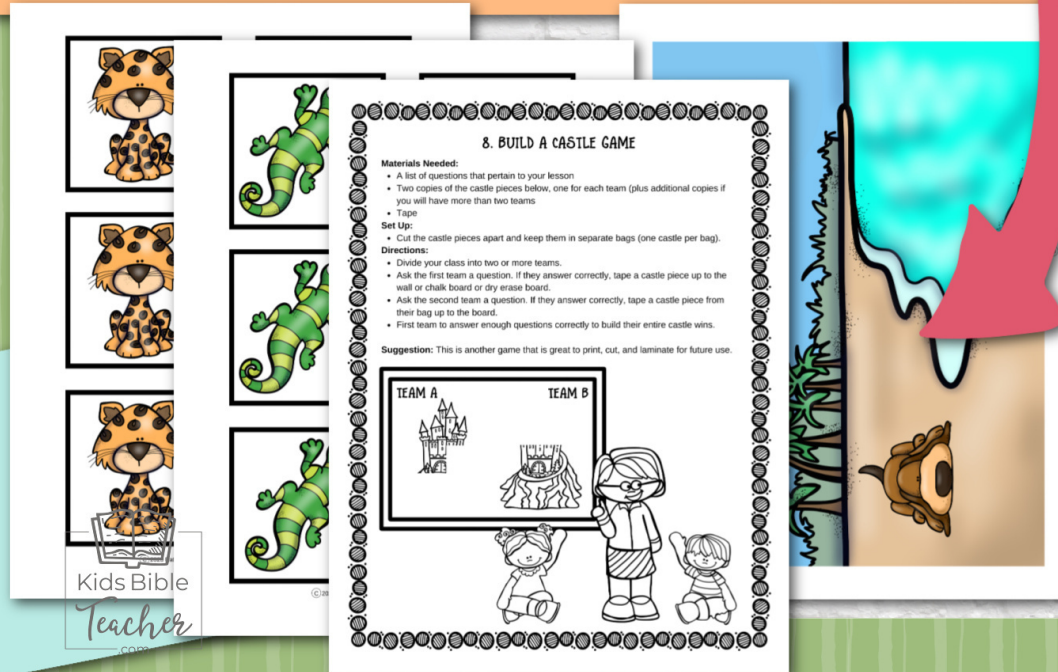 8. BUILD A CASTLE GAME
Materials Needed:
• A list of questions that pertain to your lesson
• Two copies of the castle pieces below, one for each team (plus additional copies if
you will have more than two teams
• Tape
Set Up:
• Cut the castle pieces apart and keep them in separate bags (one castle per bag).
Directions:
• Divide your class into two or more teams.
• Ask the first team a question. If they answer correctly, tape a castle piece up to the
wall or chalk board or dry erase board.
• Ask the second team a question. If they answer correctly, tape a castle piece from
their bag up to the board.
• First team to answer enough questions correctly to build their entire castle wins.
Suggestion: This is another game that is great to print, cut, and laminate for future use.
TEAM A
TEAM B
Kids Bible
Teacher
.com
© 20